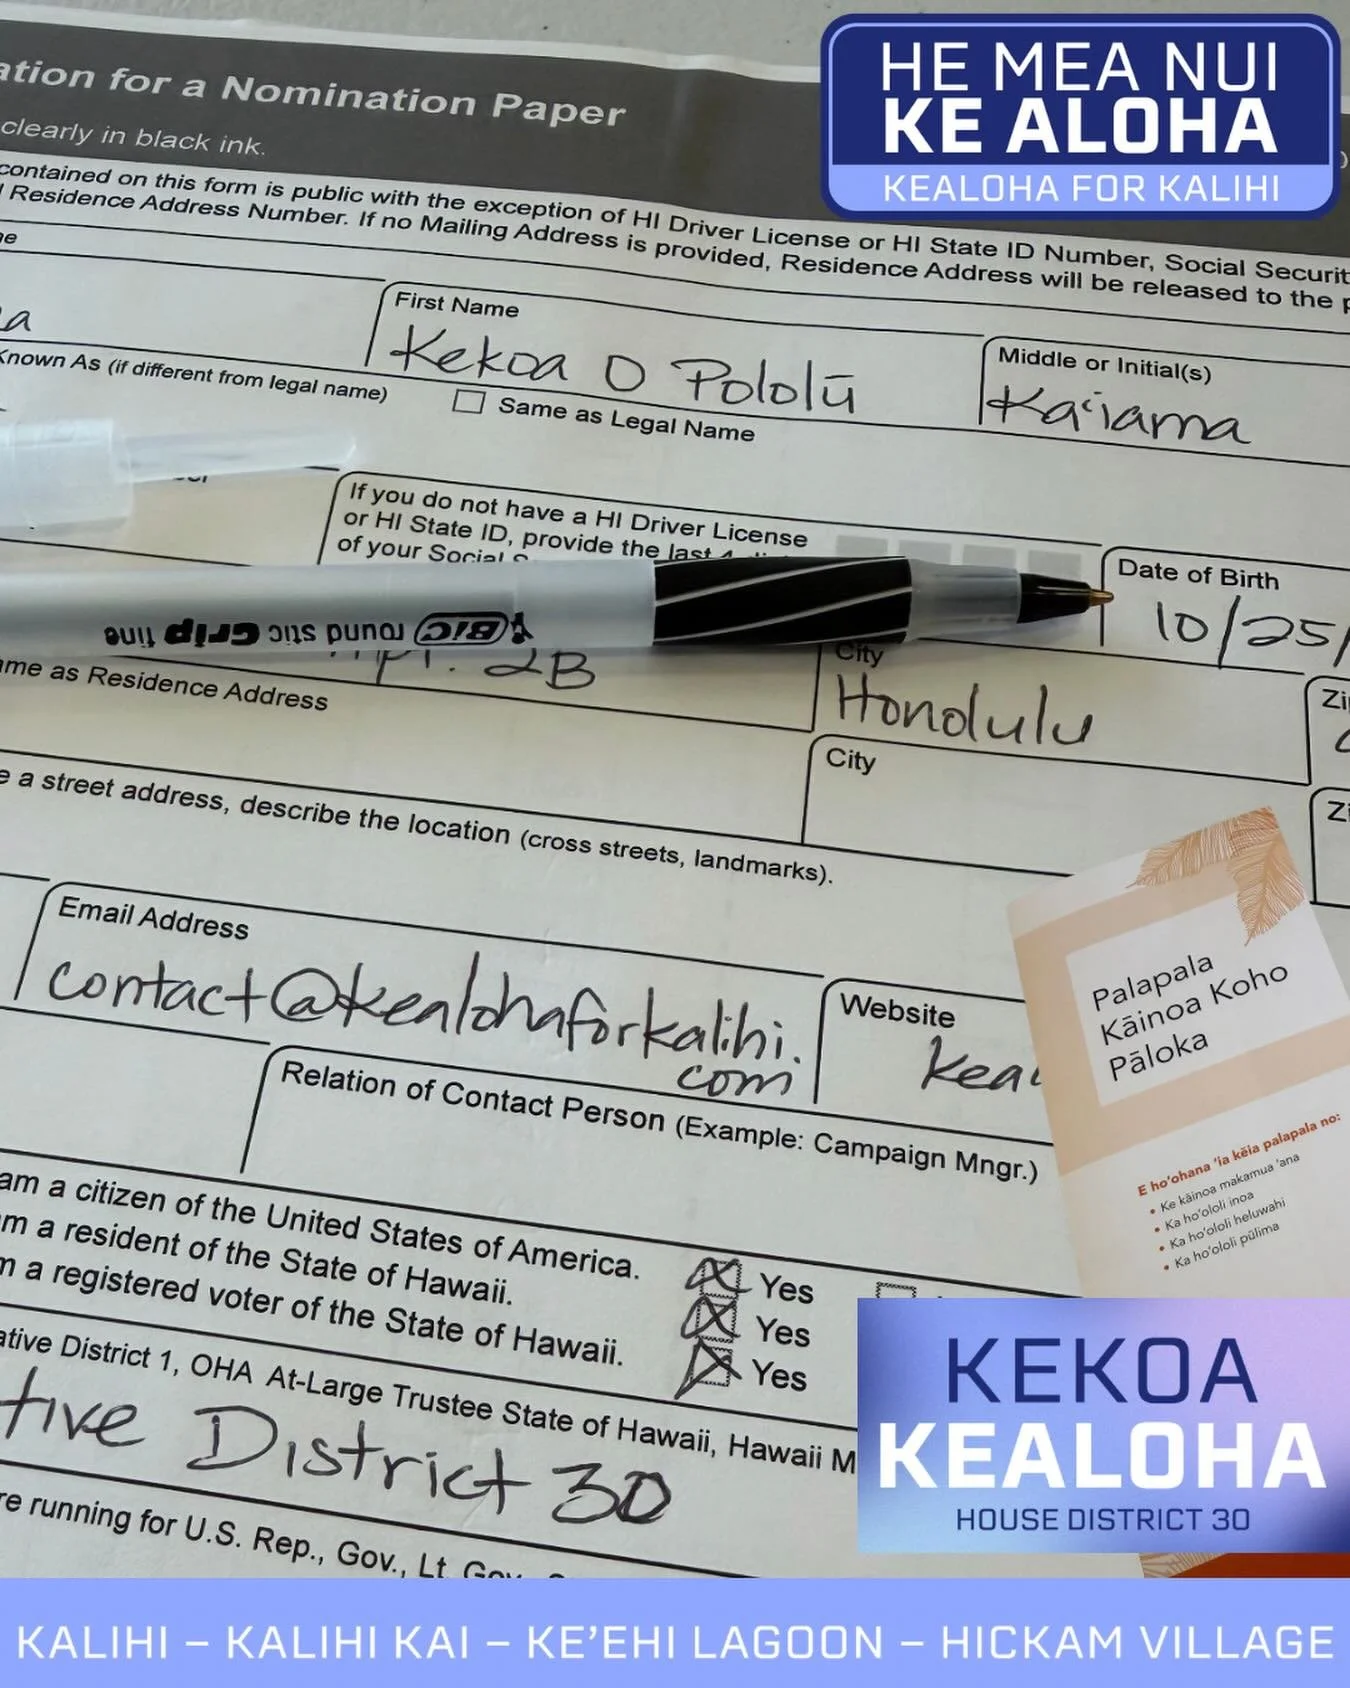 HE MEA NUI
KE ALOHA
KEALOHA FOR KALIHI
for a Nomination Paper
clearly in black ink.
contained on this form is public with the exception of HI Driver License or HI State ID Number, Social
Residence Address Number. If no Mailing Address is provided, Residence Address will be released to the
First Name
Middle or Initial(s)
Kekoa O Pololū
Kaʻiama
Known As (if different from legal name)
Same as Legal Name
If you do not have a HI Driver License
or HI State ID, provide the last
of your Social
Date of Birth
10/25/
BIC round stic Grip fine
2B
City
Honolulu
as Residence Address
City
a street address, describe the location (cross streets, landmarks).
Email Address
contact@kealohaforkalihi.
com
Website
Relation of Contact Person (Example: Campaign Mngr.)
am a citizen of the United States of America.
Yes
a resident of the State of Hawaii.
Yes
a registered voter of the State of Hawaii.
Yes
District 1, OHA At-Large Trustee State of Hawaii, Hawaii
District 30
running for U.S. Rep., Gov., Lt.
Palapala
Kāinoa Koho
Pāloka
E hoʻohana ʻia kēia palapala no:
• Ke kāinoa makamua ʻana
• Ka hoʻololi inoa
• Ka hoʻololi heluwahi
• Ka hoʻololi pūlima
KEKOA
KEALOHA
HOUSE DISTRICT 30
KALIHI – KALIHI KAI – KE’EHI LAGOON – HICKAM VILLAGE